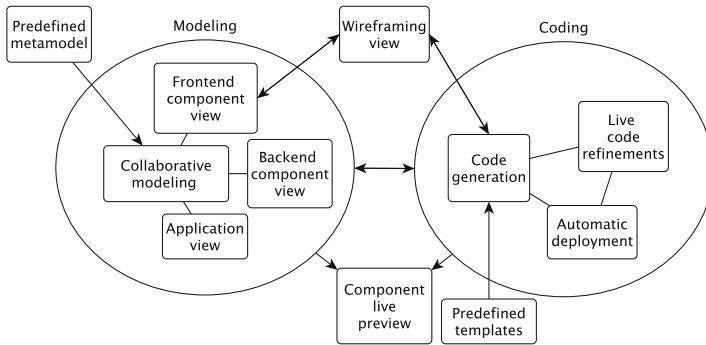 Predefined
metamodel
Modeling
Wireframing
view
Coding
Frontend
component
view
Collaborative
modeling
Backend
component
view
Application
view
Code
generation
Live
code
refinements
Automatic
deployment
Component
live
preview
Predefined
templates